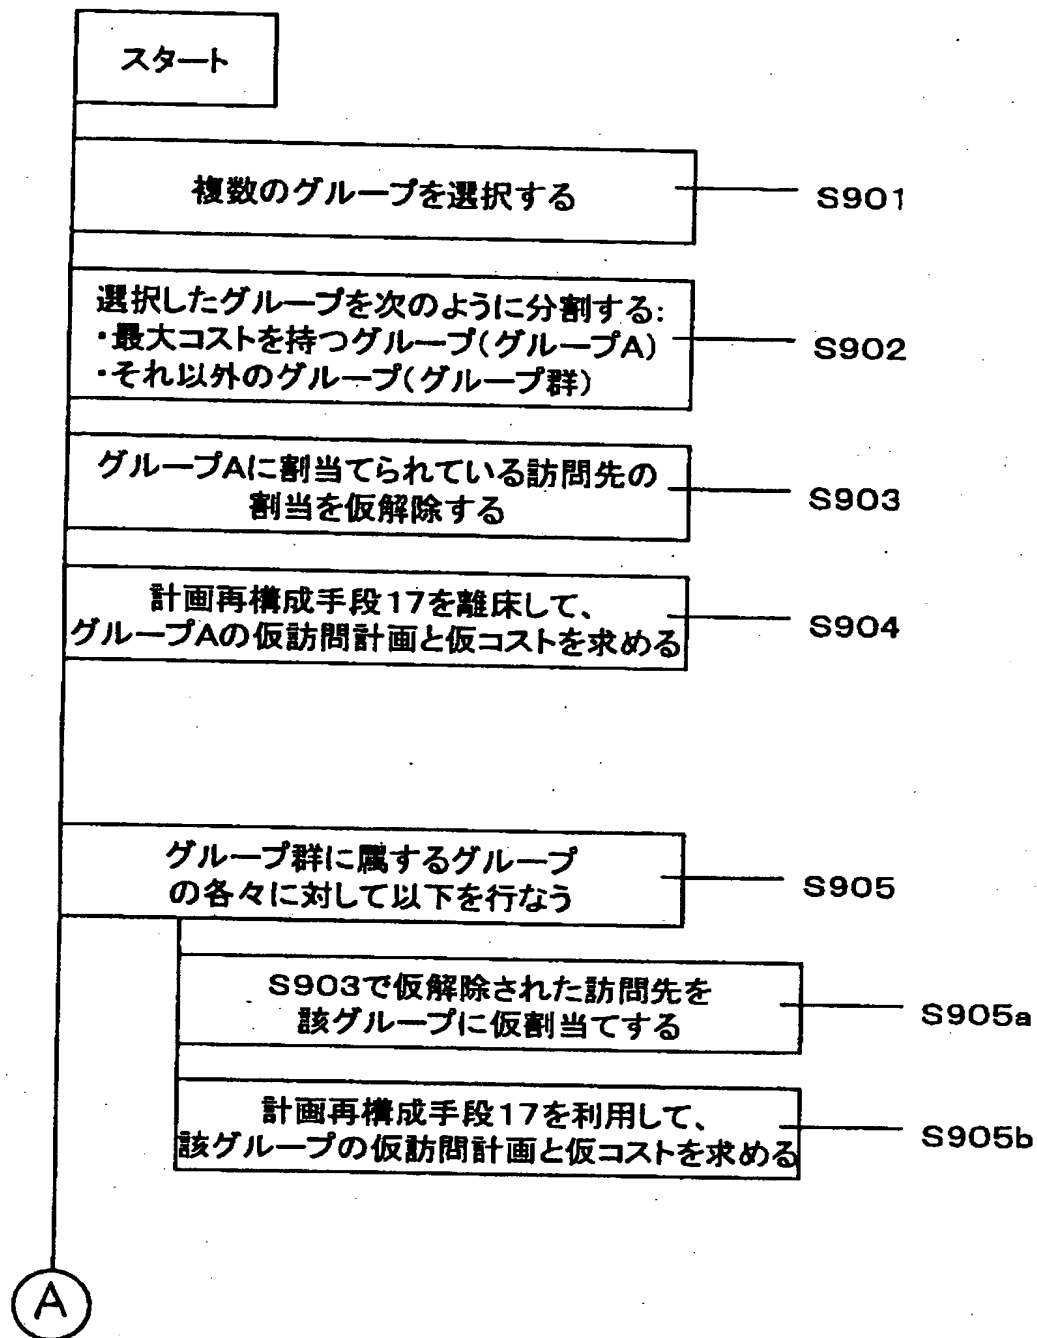 スタート
複数のグループを選択する
S901
選択したグループを次のように分割する:
・最大コストを持つグループ(グループA)
・それ以外のグループ(グループ群)
S902
グループAに割当てられている訪問先の
割当を仮解除する
S903
計画再構成手段17を離床して、
グループAの仮訪問計画と仮コストを求める
S904
グループ群に属するグループ
の各々に対して以下を行なう
S905
S903で仮解除された訪問先を
該グループに仮割当てする
S905a
計画再構成手段17を利用して、
該グループの仮訪問計画と仮コストを求める
S905b
A